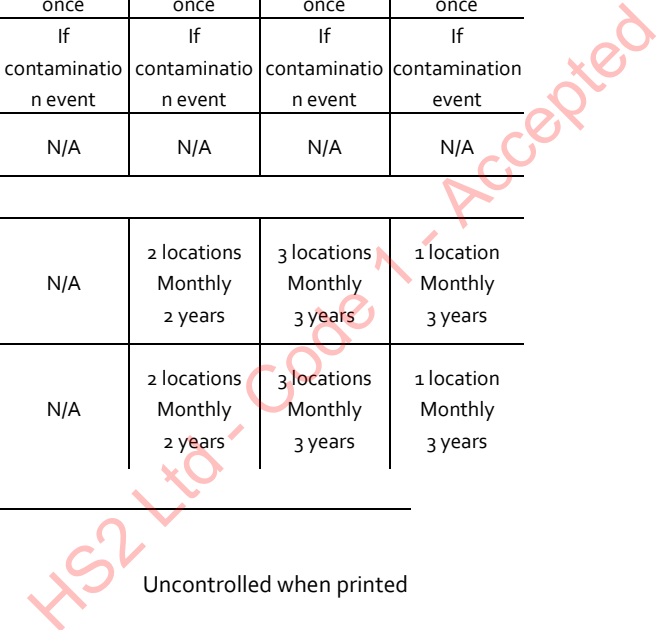 once once once once
If If If If
contaminatio contaminatio contaminatio contamination
n event n event n event event
N/A N/A N/A N/A
2 locations 3 locations 1 location
N/A Monthly Monthly Monthly
2 years 3 years 3 years
2 locations 3 locations 1 location
N/A Monthly Monthly Monthly
2 years 3 years 3 years
Uncontrolled when printed
HS2 Ltd - Code 1 - Accepted